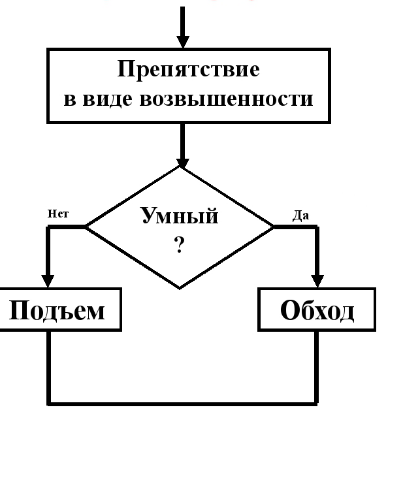 Препятствие
в виде возвышенности
Умный
?
Нет
Да
Подъем
Обход